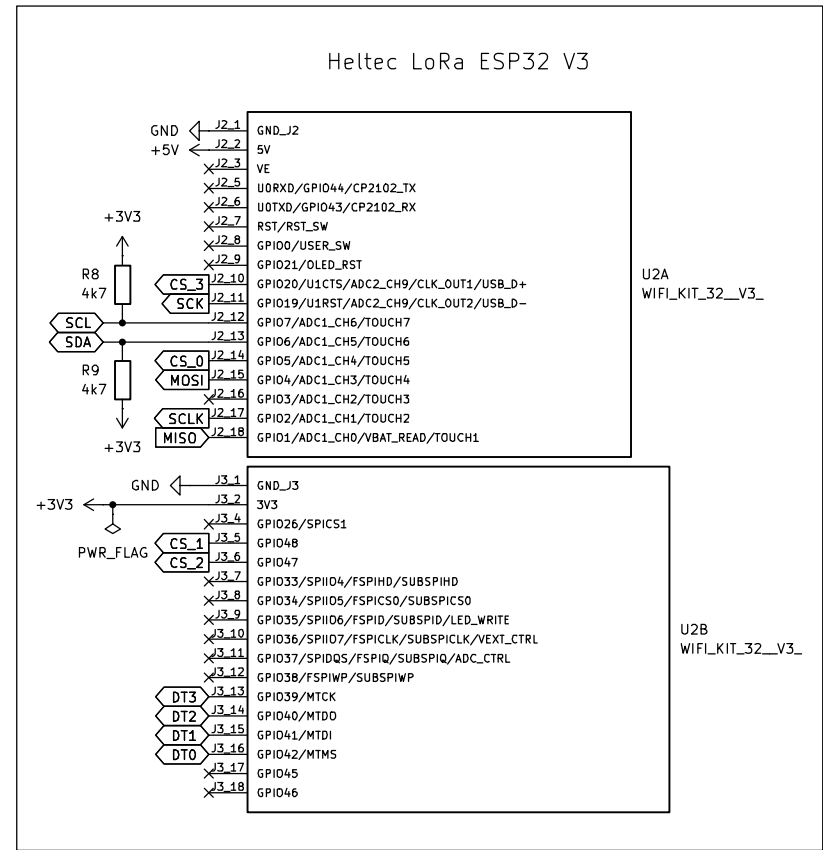 Heltec LoRa ESP32 V3
GND J2_1 GND_J2
+5V J2_2 5V
J2_3 VE
J2_5 U0RXD/GPIO44/CP2102_TX
J2_6 U0TXD/GPIO43/CP2102_RX
J2_7 RST/RST_SW
J2_8 GPIO0/USER_SW
J2_9 GPIO21/OLED_RST
CS_3 J2_10 GPIO20/U1CTS/ADC2_CH9/CLK_OUT1/USB_D+
SCK J2_11 GPIO19/U1RST/ADC2_CH9/CLK_OUT2/USB_D-
SCL J2_12 GPIO7/ADC1_CH6/TOUCH7
SDA J2_13 GPIO6/ADC1_CH5/TOUCH6
CS_0 J2_14 GPIO5/ADC1_CH4/TOUCH5
MOSI J2_15 GPIO4/ADC1_CH3/TOUCH4
J2_16 GPIO3/ADC1_CH2/TOUCH3
SCLK J2_17 GPIO2/ADC1_CH1/TOUCH2
MISO J2_18 GPIO1/ADC1_CH0/VBAT_READ/TOUCH1
+3V3
R8
4k7
R9
4k7
+3V3
U2A
WIFI_KIT_32__V3_
GND J3_1 GND_J3
+3V3 J3_2 3V3
PWR_FLAG
J3_4 GPIO26/SPICS1
CS_1 J3_5 GPIO48
CS_2 J3_6 GPIO47
J3_7 GPIO33/SPIIO4/FSPIHD/SUBSPIHD
J3_8 GPIO34/SPIIO5/FSPICS0/SUBSPICS0
J3_9 GPIO35/SPIIO6/FSPID/SUBSPID/LED_WRITE
J3_10 GPIO36/SPIIO7/FSPICLK/SUBSPICLK/VEXT_CTRL
J3_11 GPIO37/SPIDQS/FSPIQ/SUBSPIQ/ADC_CTRL
J3_12 GPIO38/FSPIWP/SUBSPIWP
DT3 J3_13 GPIO39/MTCK
DT2 J3_14 GPIO40/MTDO
DT1 J3_15 GPIO41/MTDI
DT0 J3_16 GPIO42/MTMS
J3_17 GPIO45
J3_18 GPIO46
U2B
WIFI_KIT_32__V3_